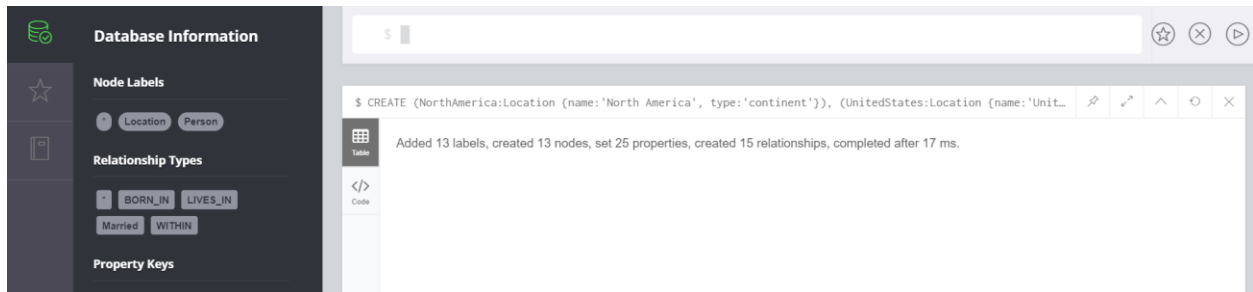 Database Information
Node Labels
* Location Person
Relationship Types
* BORN_IN LIVES_IN
Married WITHIN
Property Keys
$
$ CREATE (NorthAmerica:Location {name:'North America', type:'continent'}), (UnitedStates:Location {name:'Unit…
Table
Added 13 labels, created 13 nodes, set 25 properties, created 15 relationships, completed after 17 ms.
</>
Code